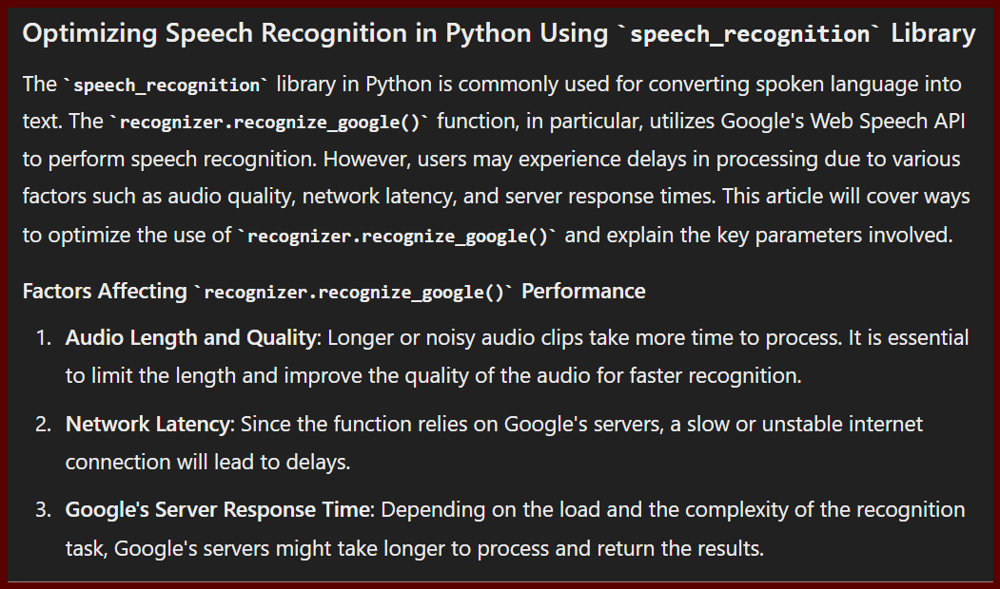 Optimizing Speech Recognition in Python Using `speech_recognition` Library
The `speech_recognition` library in Python is commonly used for converting spoken language into
text. The `recognizer.recognize_google()` function, in particular, utilizes Google's Web Speech API
to perform speech recognition. However, users may experience delays in processing due to various
factors such as audio quality, network latency, and server response times. This article will cover ways
to optimize the use of `recognizer.recognize_google()` and explain the key parameters involved.
Factors Affecting `recognizer.recognize_google()` Performance
1. Audio Length and Quality: Longer or noisy audio clips take more time to process. It is essential
to limit the length and improve the quality of the audio for faster recognition.
2. Network Latency: Since the function relies on Google's servers, a slow or unstable internet
connection will lead to delays.
3. Google's Server Response Time: Depending on the load and the complexity of the recognition
task, Google's servers might take longer to process and return the results.